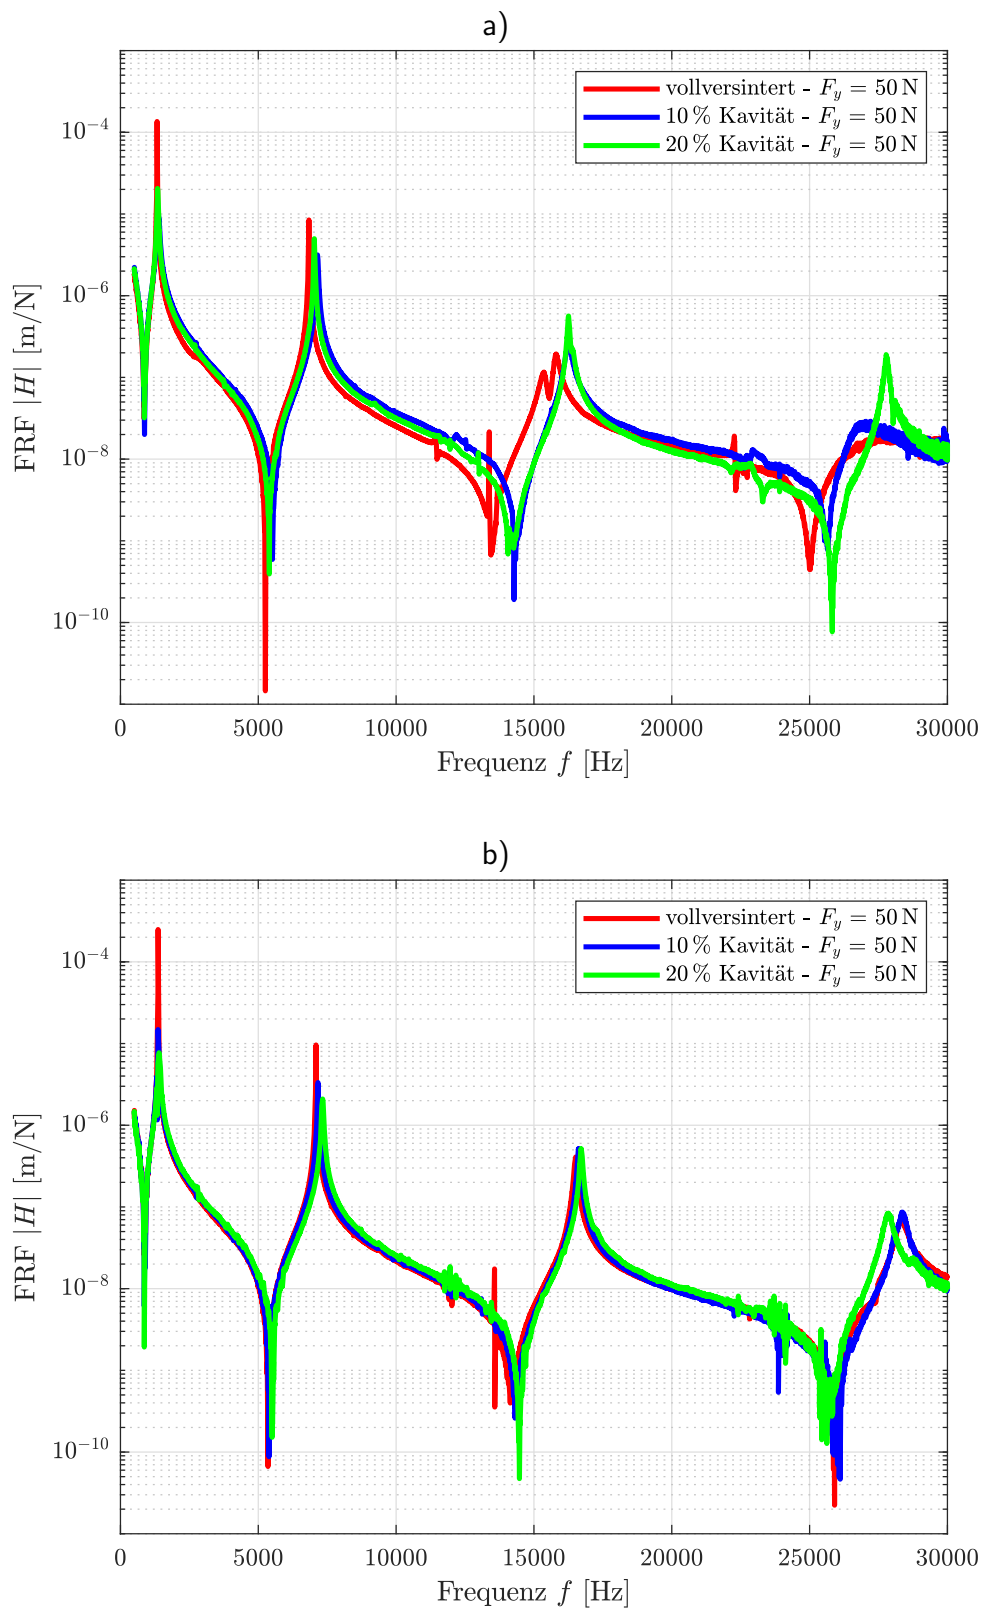 a)
vollversintert - F_y = 50 N
10 % Kavität - F_y = 50 N
20 % Kavität - F_y = 50 N
10^−4
10^−6
10^−8
10^−10
FRF |H| [m/N]
0 5000 10000 15000 20000 25000 30000
Frequenz f [Hz]
b)
vollversintert - F_y = 50 N
10 % Kavität - F_y = 50 N
20 % Kavität - F_y = 50 N
10^−4
10^−6
10^−8
10^−10
FRF |H| [m/N]
0 5000 10000 15000 20000 25000 30000
Frequenz f [Hz]